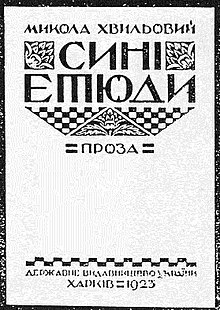 МИКОЛА ХВИЛЬОВИЙ
СИНІ
ЕТЮДИ
ПРОЗА
ДЕРЖАВНЕ ВИДАВНИЦТВО УКРАЇНИ
ХАРКІВ = 1923